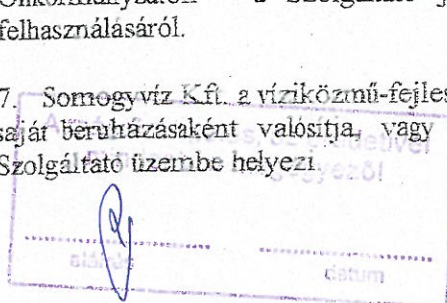 felhasználásáról.
7. Somogyvíz Kft. a víziközmű-fejles
saját beruházásaként valósítja, vagy
Szolgáltató üzembe helyezi
aláírás
dátum